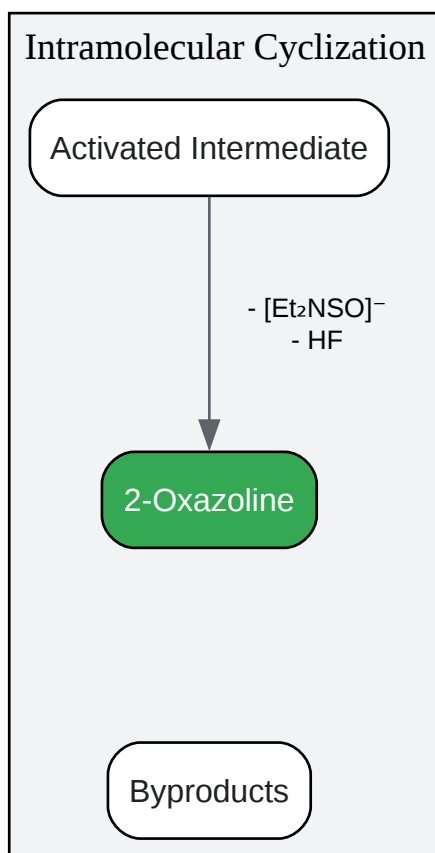 Intramolecular Cyclization
Activated Intermediate
- [Et₂NSO]⁻
- HF
2-Oxazoline
Byproducts